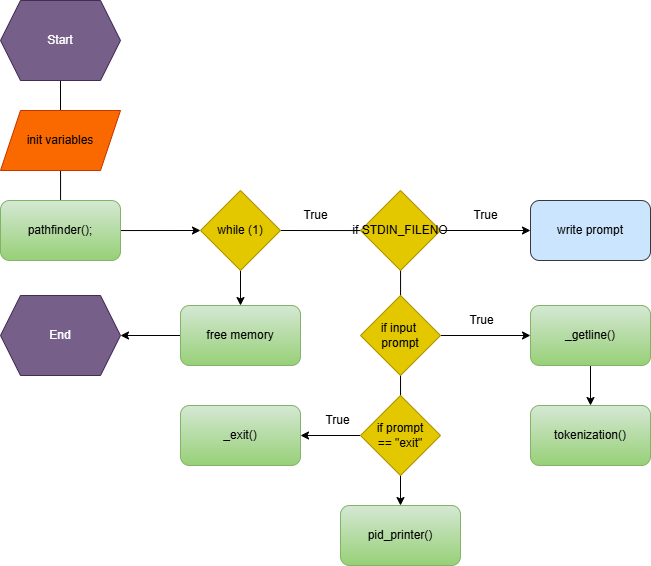 Start
init variables
pathfinder();
while (1)
True
if STDIN_FILENO
True
write prompt
End
free memory
if input
prompt
True
_getline()
_exit()
True
if prompt
== "exit"
tokenization()
pid_printer()